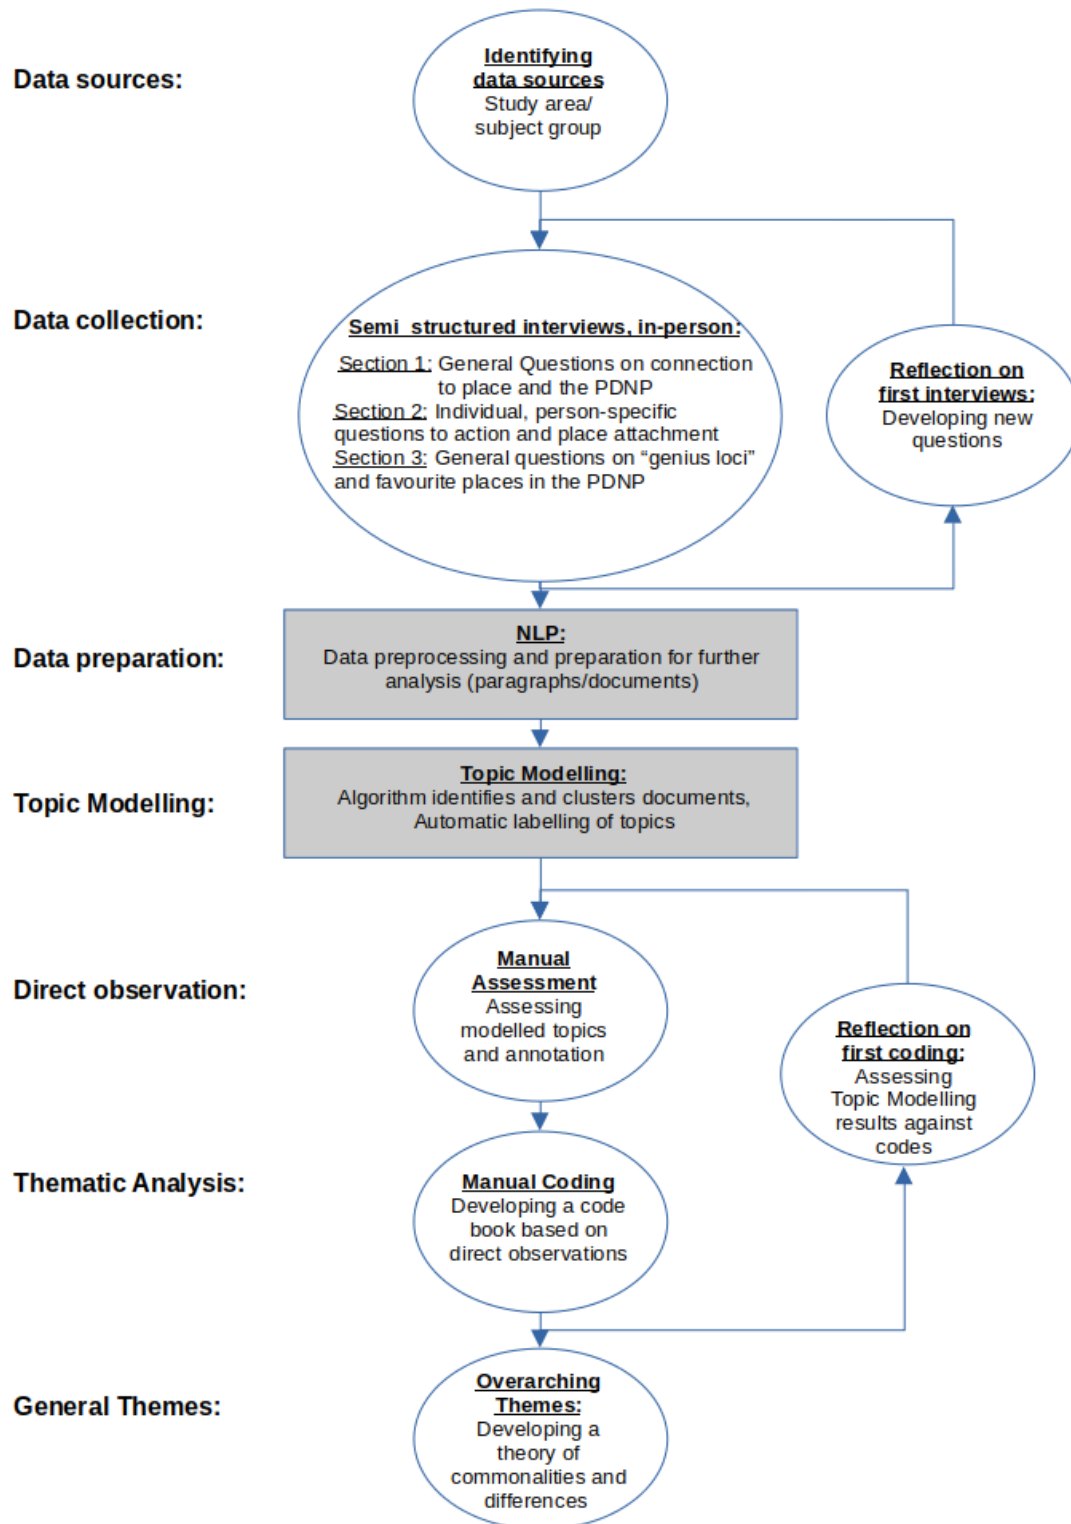 Data sources:
Identifying
data sources
Study area/
subject group
Data collection:
Semi structured interviews, in-person:
Section 1: General Questions on connection
to place and the PDNP
Section 2: Individual, person-specific
questions to action and place attachment
Section 3: General questions on “genius loci”
and favourite places in the PDNP
Reflection on
first interviews:
Developing new
questions
Data preparation:
NLP:
Data preprocessing and preparation for further
analysis (paragraphs/documents)
Topic Modelling:
Topic Modelling:
Algorithm identifies and clusters documents,
Automatic labelling of topics
Direct observation:
Manual
Assessment
Assessing
modelled topics
and annotation
Reflection on
first coding:
Assessing
Topic Modelling
results against
codes
Thematic Analysis:
Manual Coding
Developing a code
book based on
direct observations
General Themes:
Overarching
Themes:
Developing a
theory of
commonalities and
differences